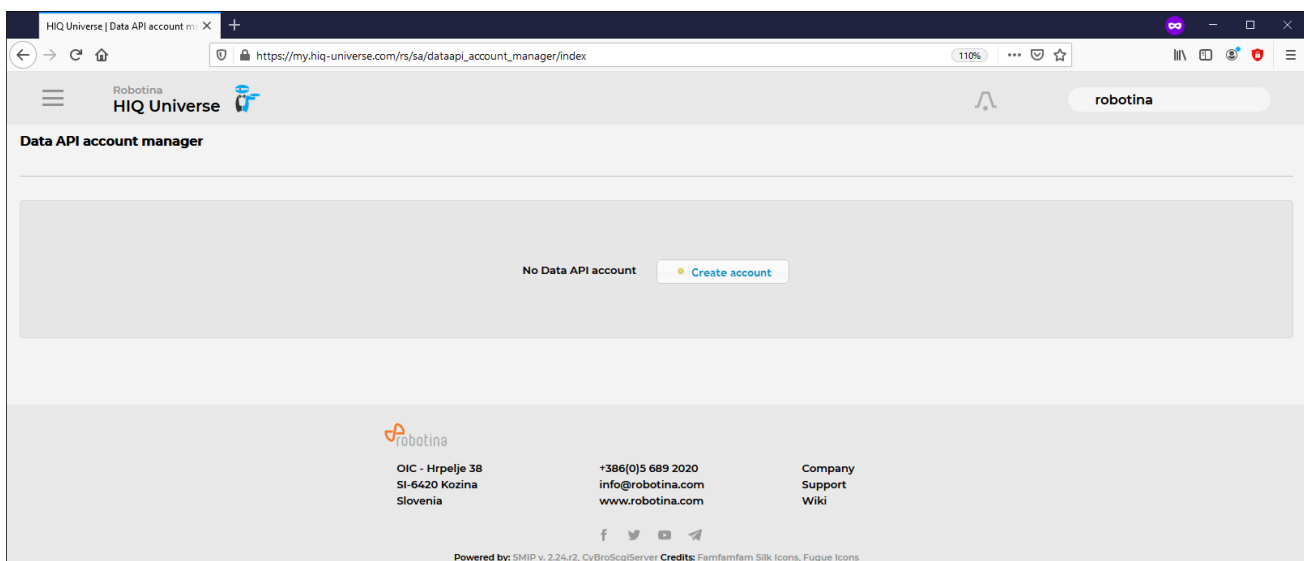 HIQ Universe | Data API account ma
https://my.hiq-universe.com/rs/sa/dataapi_account_manager/index
110%
Robotina
HIQ Universe
robotina
Data API account manager
No Data API account
Create account
robotina
OIC - Hrpelje 38
SI-6420 Kozina
Slovenia
+386(0)5 689 2020
info@robotina.com
www.robotina.com
Company
Support
Wiki
Powered by: SMIP v. 2.24.r2, CyBroScgiServer Credits: Famfamfam Silk Icons, Fugue Icons